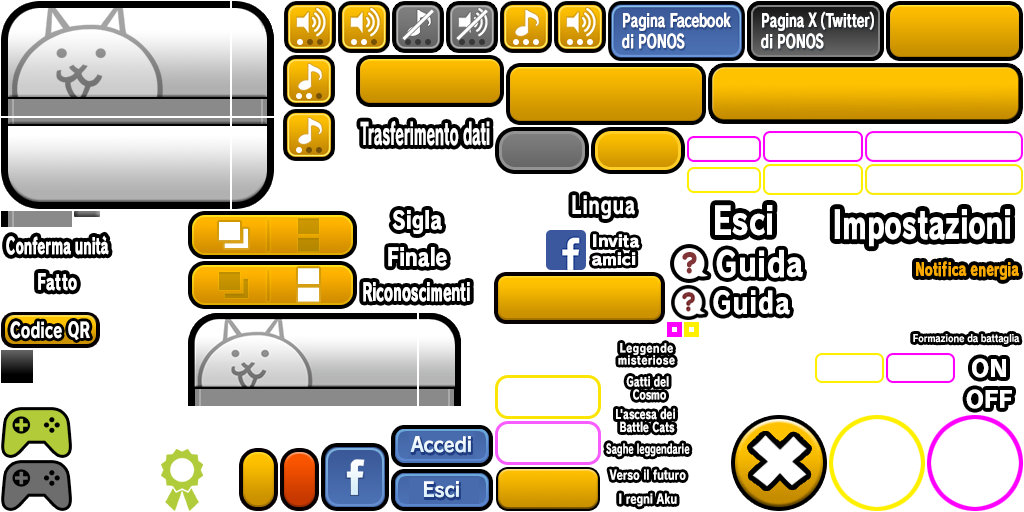 Pagina Facebook
di PONOS
Pagina X (Twitter)
di PONOS
Trasferimento dati
Lingua
Sigla
Esci
Impostazioni
Conferma unità
Finale
Invita
amici
? Guida
Notifica energia
Fatto
Riconoscimenti
? Guida
Codice QR
Formazione da battaglia
Leggende
misteriose
ON
Gatti del
Cosmo
OFF
L'ascesa dei
Battle Cats
Accedi
Saghe leggendarie
Esci
Verso il futuro
I regni Aku